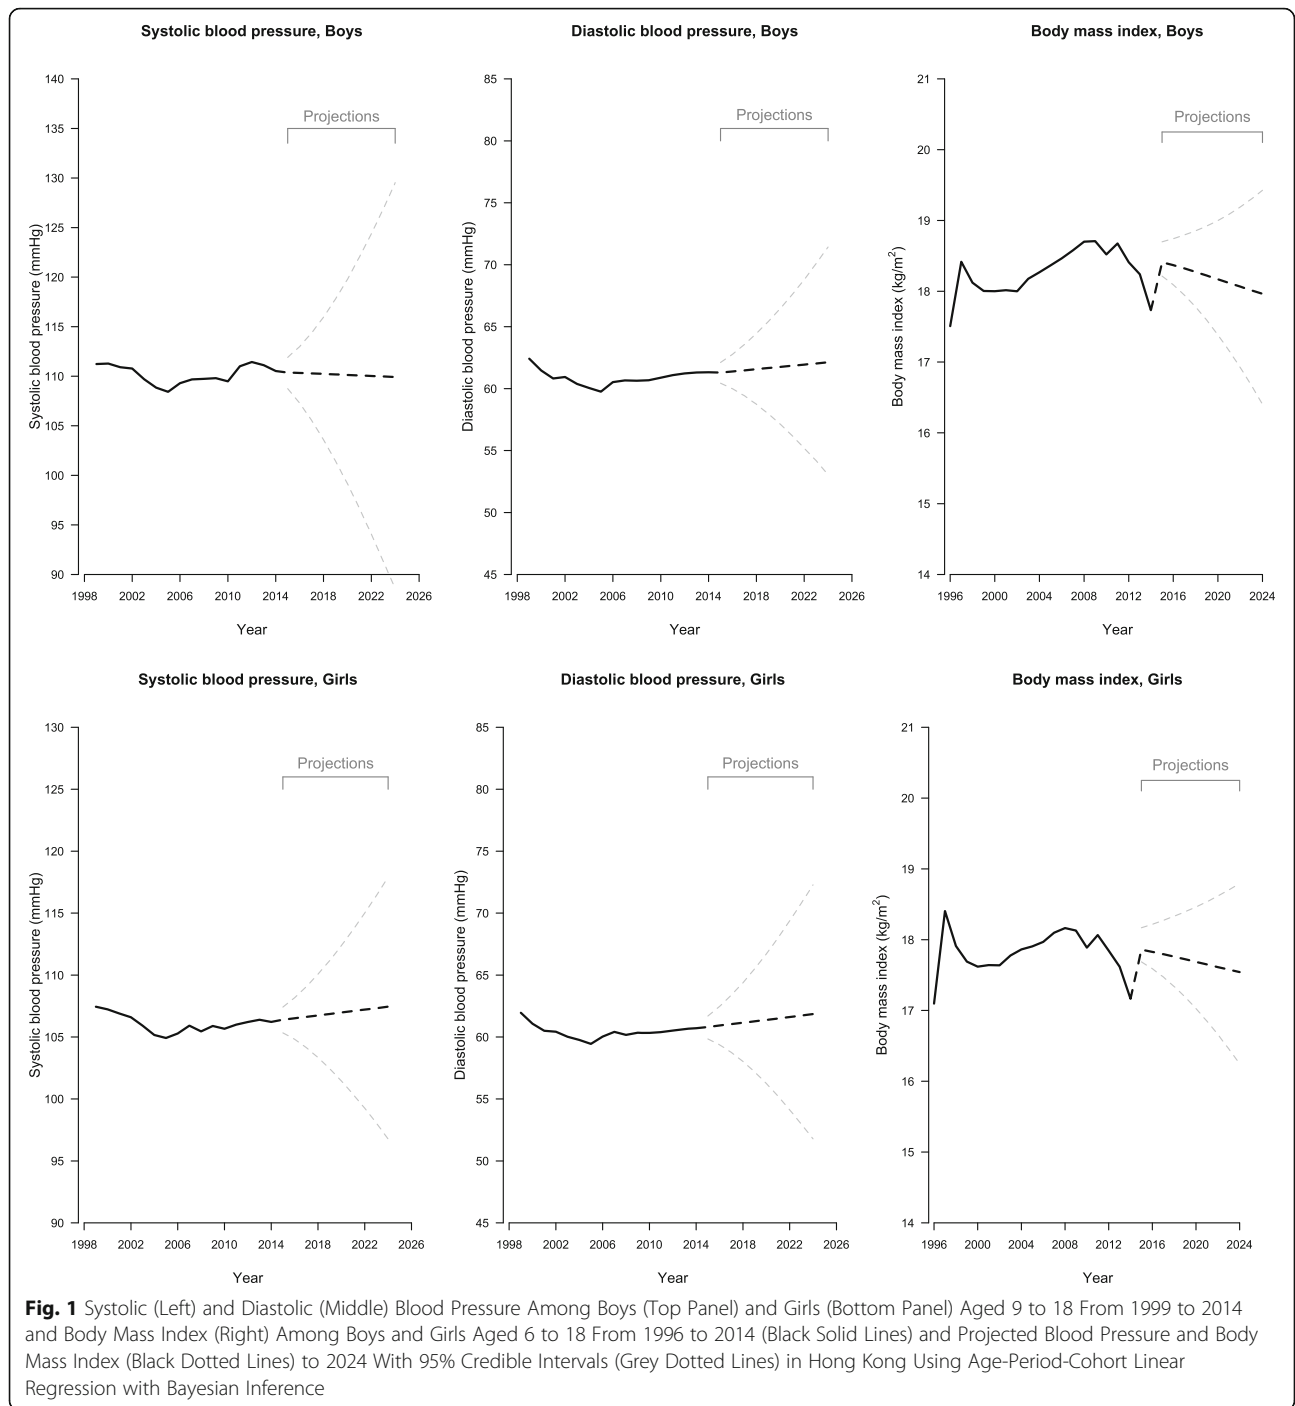 Systolic blood pressure, Boys
140
135
130
125
120
115
110
105
100
95
90
Systolic blood pressure (mmHg)
Projections
1998 2002 2006 2010 2014 2018 2022 2026
Year
Diastolic blood pressure, Boys
85
80
75
70
65
60
55
50
45
Diastolic blood pressure (mmHg)
Projections
1998 2002 2006 2010 2014 2018 2022 2026
Year
Body mass index, Boys
21
20
19
18
17
16
15
14
Body mass index (kg/m²)
Projections
1996 2000 2004 2008 2012 2016 2020 2024
Year
Systolic blood pressure, Girls
130
125
120
115
110
105
100
95
90
Systolic blood pressure (mmHg)
Projections
1998 2002 2006 2010 2014 2018 2022 2026
Year
Diastolic blood pressure, Girls
85
80
75
70
65
60
55
50
45
Diastolic blood pressure (mmHg)
Projections
1998 2002 2006 2010 2014 2018 2022 2026
Year
Body mass index, Girls
21
20
19
18
17
16
15
14
Body mass index (kg/m²)
Projections
1996 2000 2004 2008 2012 2016 2020 2024
Year
Fig. 1 Systolic (Left) and Diastolic (Middle) Blood Pressure Among Boys (Top Panel) and Girls (Bottom Panel) Aged 9 to 18 From 1999 to 2014
and Body Mass Index (Right) Among Boys and Girls Aged 6 to 18 From 1996 to 2014 (Black Solid Lines) and Projected Blood Pressure and Body
Mass Index (Black Dotted Lines) to 2024 With 95% Credible Intervals (Grey Dotted Lines) in Hong Kong Using Age-Period-Cohort Linear
Regression with Bayesian Inference